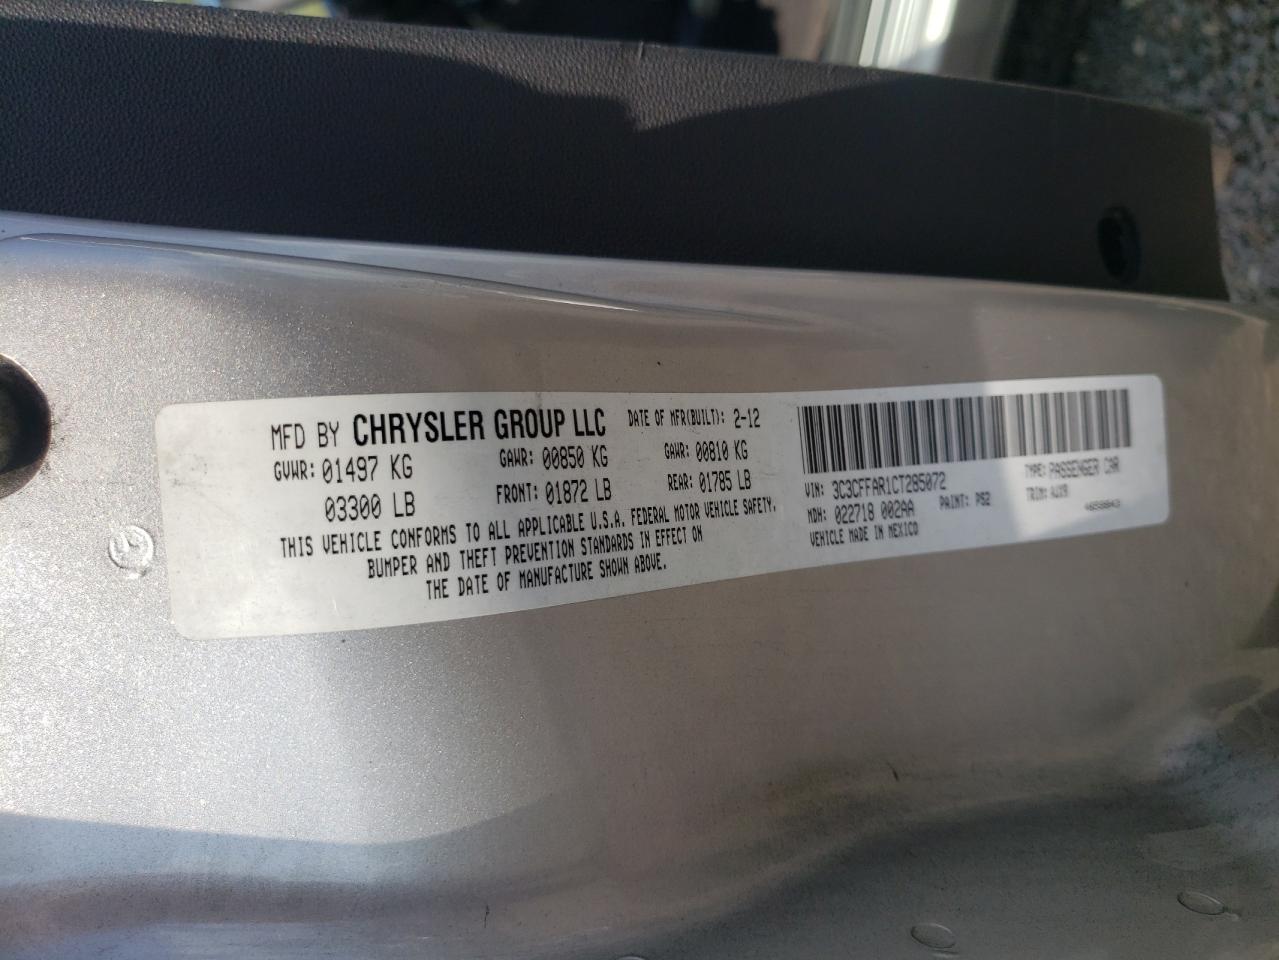 MFD BY CHRYSLER GROUP LLC DATE OF MFR(BUILT): 2-12
GVWR: 01497 KG GAWR: 00850 KG GAWR: 00810 KG
03300 LB FRONT: 01872 LB REAR: 01785 LB
THIS VEHICLE CONFORMS TO ALL APPLICABLE U.S.A. FEDERAL MOTOR VEHICLE SAFETY,
BUMPER AND THEFT PREVENTION STANDARDS IN EFFECT ON
THE DATE OF MANUFACTURE SHOWN ABOVE.
VIN: 3C3CFFAR1CT285072 TYPE: PASSENGER CAR
MDH: 022718 002AA PAINT: PS2 TRIM: AUX9
VEHICLE MADE IN MEXICO